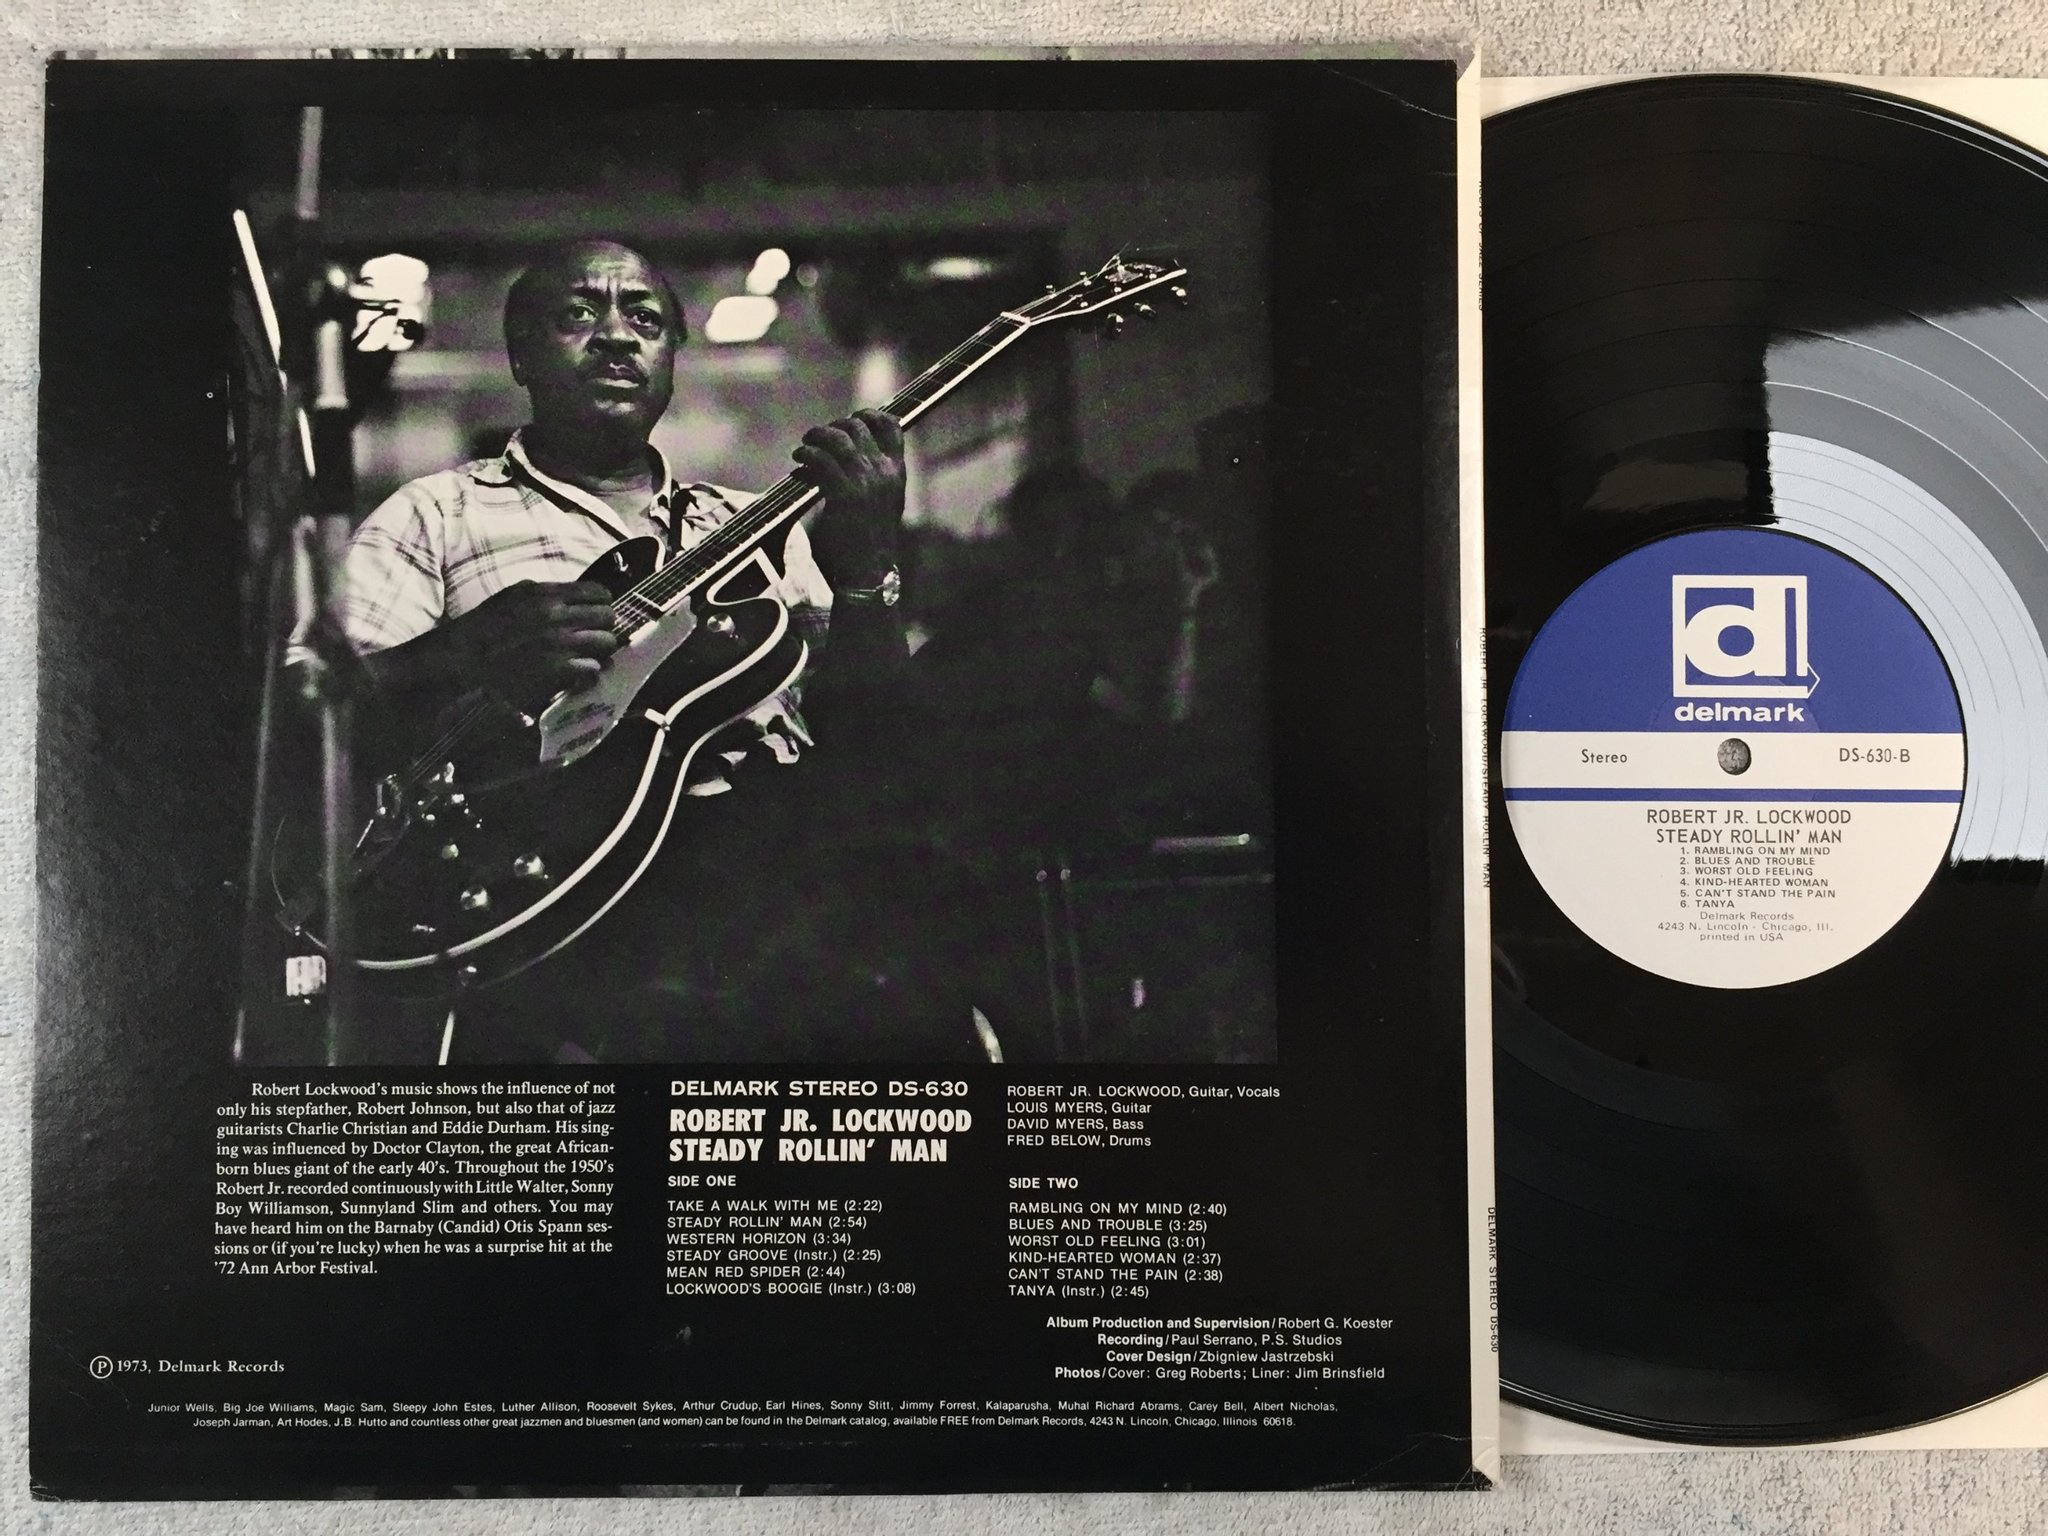 Robert Lockwood's music shows the influence of not
only his stepfather, Robert Johnson, but also that of jazz
guitarists Charlie Christian and Eddie Durham. His sing-
ing was influenced by Doctor Clayton, the great African-
born blues giant of the early 40's. Throughout the 1950's
Robert Jr. recorded continuously with Little Walter, Sonny
Boy Williamson, Sunnyland Slim and others. You may
have heard him on the Barnaby (Candid) Otis Spann ses-
sions or (if you're lucky) when he was a surprise hit at the
'72 Ann Arbor Festival.
DELMARK STEREO DS-630
ROBERT JR. LOCKWOOD
STEADY ROLLIN' MAN
SIDE ONE
TAKE A WALK WITH ME (2:22)
STEADY ROLLIN' MAN (2:54)
WESTERN HORIZON (3:34)
STEADY GROOVE (Instr.) (2:25)
MEAN RED SPIDER (2:44)
LOCKWOOD'S BOOGIE (Instr.) (3:08)
ROBERT JR. LOCKWOOD, Guitar, Vocals
LOUIS MYERS, Guitar
DAVID MYERS, Bass
FRED BELOW, Drums
SIDE TWO
RAMBLING ON MY MIND (2:40)
BLUES AND TROUBLE (3:25)
WORST OLD FEELING (3:01)
KIND-HEARTED WOMAN (2:37)
CAN'T STAND THE PAIN (2:38)
TANYA (Instr.) (2:45)
Album Production and Supervision/Robert G. Koester
Recording/Paul Serrano, P.S. Studios
Cover Design/Zbigniew Jastrzebski
Photos/Cover: Greg Roberts; Liner: Jim Brinsfield
Ⓟ 1973, Delmark Records
Junior Wells, Big Joe Williams, Magic Sam, Sleepy John Estes, Luther Allison, Roosevelt Sykes, Arthur Crudup, Earl Hines, Sonny Stitt, Jimmy Forrest, Kalaparusha, Muhal Richard Abrams, Carey Bell, Albert Nicholas,
Joseph Jarman, Art Hodes, J.B. Hutto and countless other great jazzmen and bluesmen (and women) can be found in the Delmark catalog, available FREE from Delmark Records, 4243 N. Lincoln, Chicago, Illinois 60618.
ROOTS OF JAZZ SERIES
ROBERT JR. LOCKWOOD/STEADY ROLLIN' MAN
DELMARK STEREO DS-630
d
delmark
Stereo
DS-630-B
ROBERT JR. LOCKWOOD
STEADY ROLLIN' MAN
1. RAMBLING ON MY MIND
2. BLUES AND TROUBLE
3. WORST OLD FEELING
4. KIND-HEARTED WOMAN
5. CAN'T STAND THE PAIN
6. TANYA
Delmark Records
4243 N. Lincoln - Chicago, Ill.
printed in USA